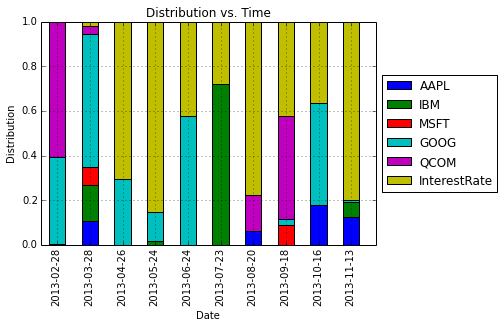 Distribution vs. Time
Distribution
1.0
0.8
0.6
0.4
0.2
0.0
2013-02-28
2013-03-28
2013-04-26
2013-05-24
2013-06-24
2013-07-23
2013-08-20
2013-09-18
2013-10-16
2013-11-13
Date
AAPL
IBM
MSFT
GOOG
QCOM
InterestRate